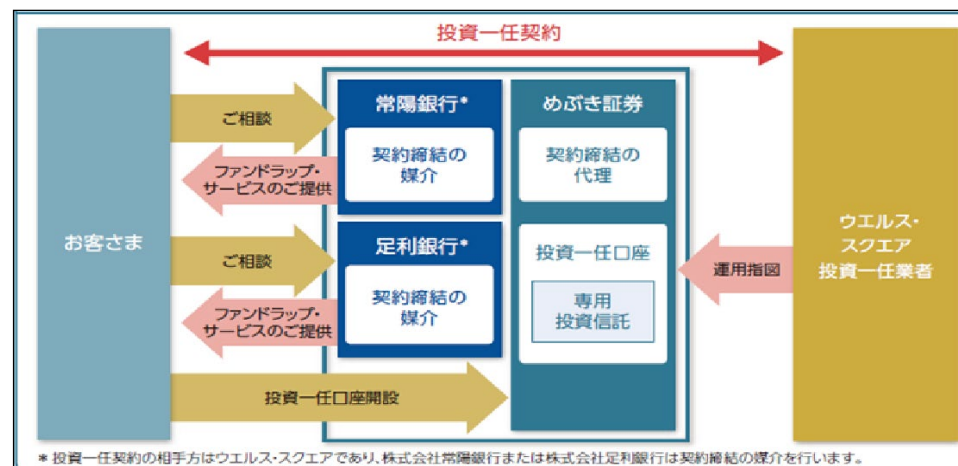 投資一任契約
お客さま
ご相談
ファンドラップ・
サービスのご提供
ご相談
ファンドラップ・
サービスのご提供
投資一任口座開設
常陽銀行*
契約締結の
媒介
足利銀行*
契約締結の
媒介
めぶき証券
契約締結の
代理
投資一任口座
専用
投資信託
運用指図
ウエルス・
スクエア
投資一任業者
* 投資一任契約の相手方はウエルス・スクエアであり、株式会社常陽銀行または株式会社足利銀行は契約締結の媒介を行います。